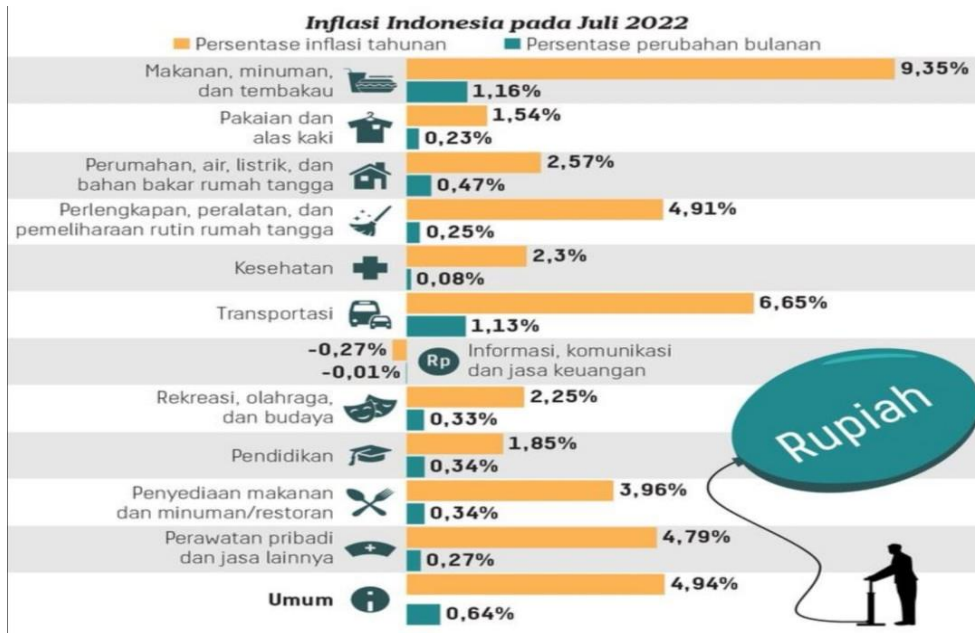 Inflasi Indonesia pada Juli 2022
Persentase inflasi tahunan
Persentase perubahan bulanan
Makanan, minuman,
dan tembakau
9,35%
1,16%
Pakaian dan
alas kaki
1,54%
0,23%
Perumahan, air, listrik, dan
bahan bakar rumah tangga
2,57%
0,47%
Perlengkapan, peralatan, dan
pemeliharaan rutin rumah tangga
4,91%
0,25%
Kesehatan
2,3%
0,08%
Transportasi
6,65%
1,13%
-0,27%
-0,01%
Rp
Informasi, komunikasi
dan jasa keuangan
Rekreasi, olahraga,
dan budaya
2,25%
0,33%
Pendidikan
1,85%
0,34%
Penyediaan makanan
dan minuman/restoran
3,96%
0,34%
Perawatan pribadi
dan jasa lainnya
4,79%
0,27%
Umum
4,94%
0,64%
Rupiah